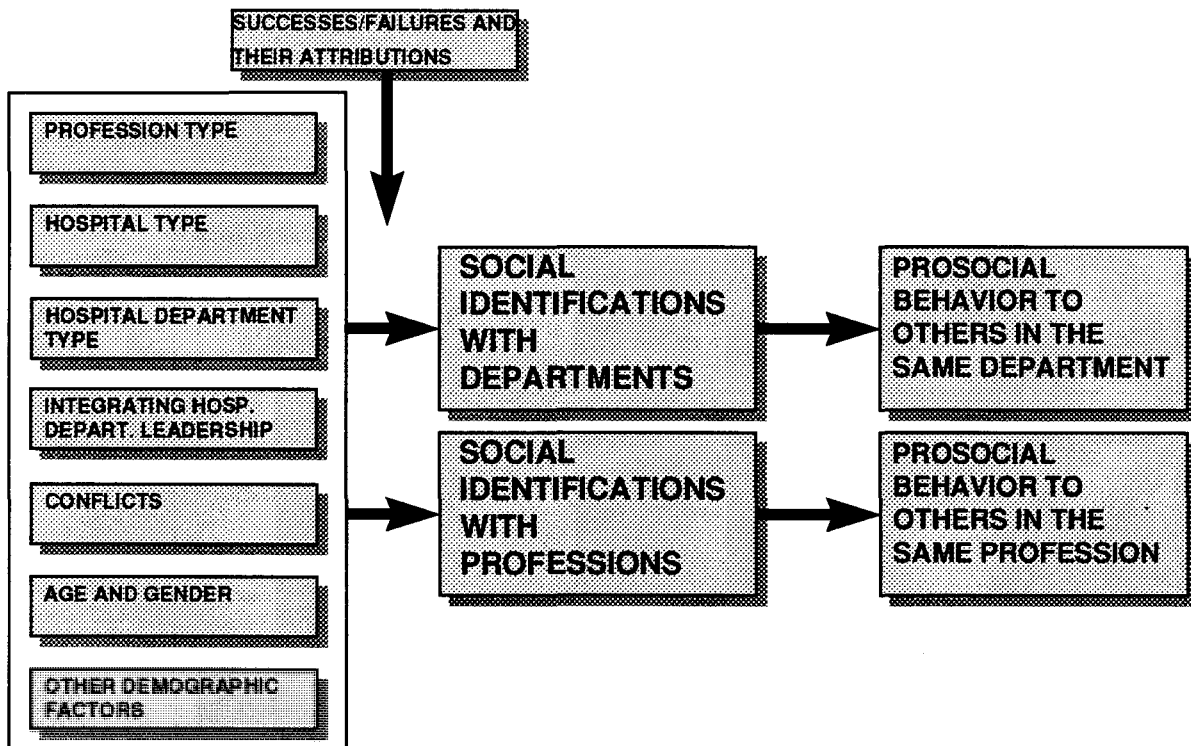 SUCCESSES/FAILURES AND
THEIR ATTRIBUTIONS
PROFESSION TYPE
HOSPITAL TYPE
HOSPITAL DEPARTMENT
TYPE
INTEGRATING HOSP.
DEPART. LEADERSHIP
CONFLICTS
AGE AND GENDER
OTHER DEMOGRAPHIC
FACTORS
SOCIAL
IDENTIFICATIONS
WITH
DEPARTMENTS
SOCIAL
IDENTIFICATIONS
WITH
PROFESSIONS
PROSOCIAL
BEHAVIOR TO
OTHERS IN THE
SAME DEPARTMENT
PROSOCIAL
BEHAVIOR TO
OTHERS IN THE
SAME PROFESSION